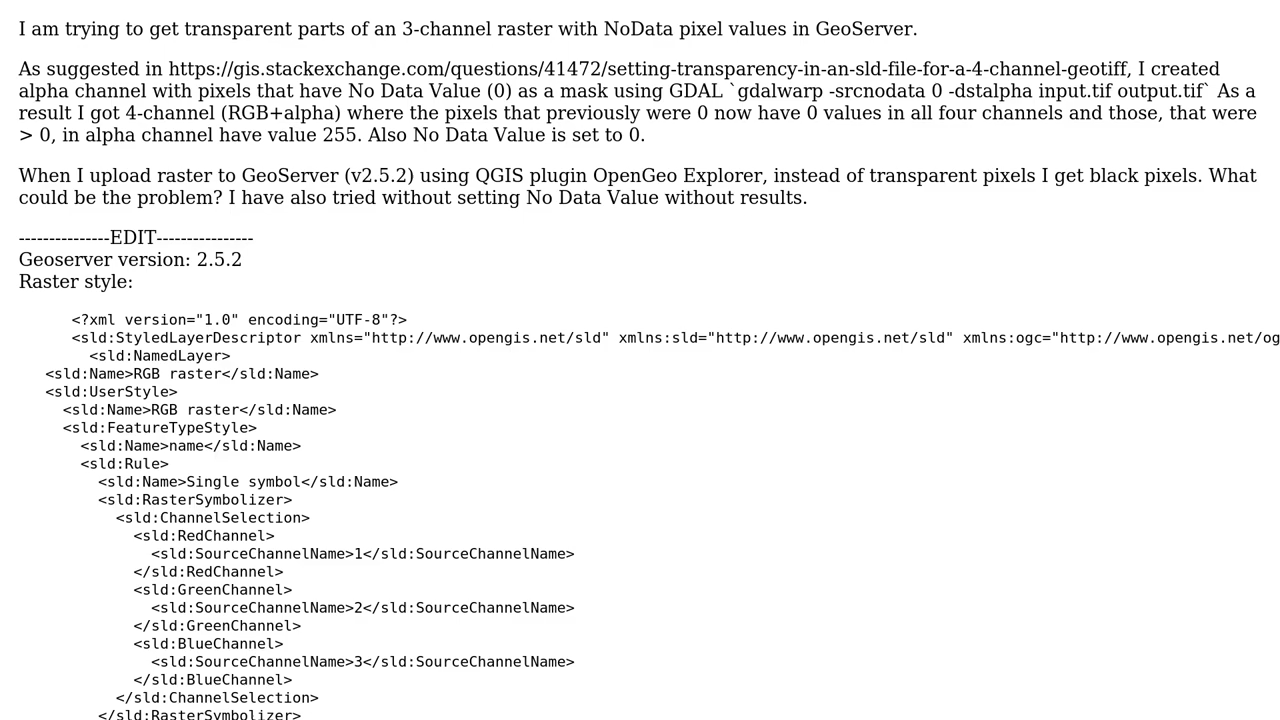 I am trying to get transparent parts of an 3-channel raster with NoData pixel values in GeoServer.
As suggested in https://gis.stackexchange.com/questions/41472/setting-transparency-in-an-sld-file-for-a-4-channel-geotiff, I created
alpha channel with pixels that have No Data Value (0) as a mask using GDAL `gdalwarp -srcnodata 0 -dstalpha input.tif output.tif` As a
result I got 4-channel (RGB+alpha) where the pixels that previously were 0 now have 0 values in all four channels and those, that were
> 0, in alpha channel have value 255. Also No Data Value is set to 0.
When I upload raster to GeoServer (v2.5.2) using QGIS plugin OpenGeo Explorer, instead of transparent pixels I get black pixels. What
could be the problem? I have also tried without setting No Data Value without results.
---------------EDIT----------------
Geoserver version: 2.5.2
Raster style:
<?xml version="1.0" encoding="UTF-8"?>
<sld:StyledLayerDescriptor xmlns="http://www.opengis.net/sld" xmlns:sld="http://www.opengis.net/sld" xmlns:ogc="http://www.opengis.net/og
<sld:NamedLayer>
<sld:Name>RGB raster</sld:Name>
<sld:UserStyle>
<sld:Name>RGB raster</sld:Name>
<sld:FeatureTypeStyle>
<sld:Name>name</sld:Name>
<sld:Rule>
<sld:Name>Single symbol</sld:Name>
<sld:RasterSymbolizer>
<sld:ChannelSelection>
<sld:RedChannel>
<sld:SourceChannelName>1</sld:SourceChannelName>
</sld:RedChannel>
<sld:GreenChannel>
<sld:SourceChannelName>2</sld:SourceChannelName>
</sld:GreenChannel>
<sld:BlueChannel>
<sld:SourceChannelName>3</sld:SourceChannelName>
</sld:BlueChannel>
</sld:ChannelSelection>
</sld:RasterSymbolizer>